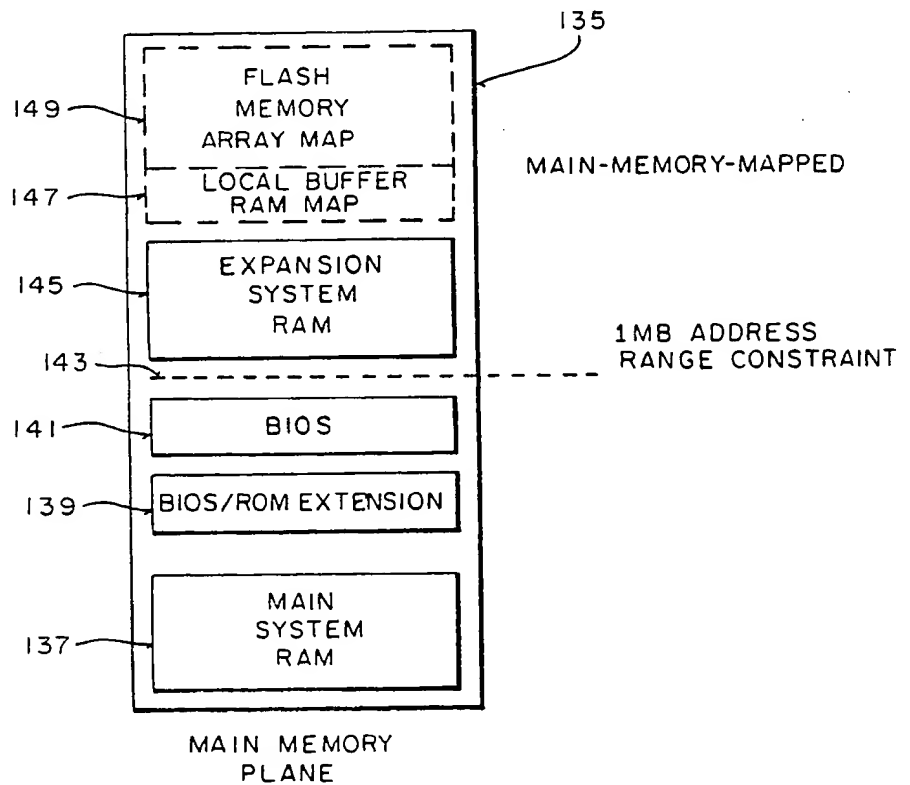 135
FLASH
MEMORY
ARRAY MAP
149
MAIN-MEMORY-MAPPED
LOCAL BUFFER
RAM MAP
147
EXPANSION
SYSTEM
RAM
145
1MB ADDRESS
RANGE CONSTRAINT
143
BIOS
141
BIOS/ROM EXTENSION
139
MAIN
SYSTEM
RAM
137
MAIN MEMORY
PLANE